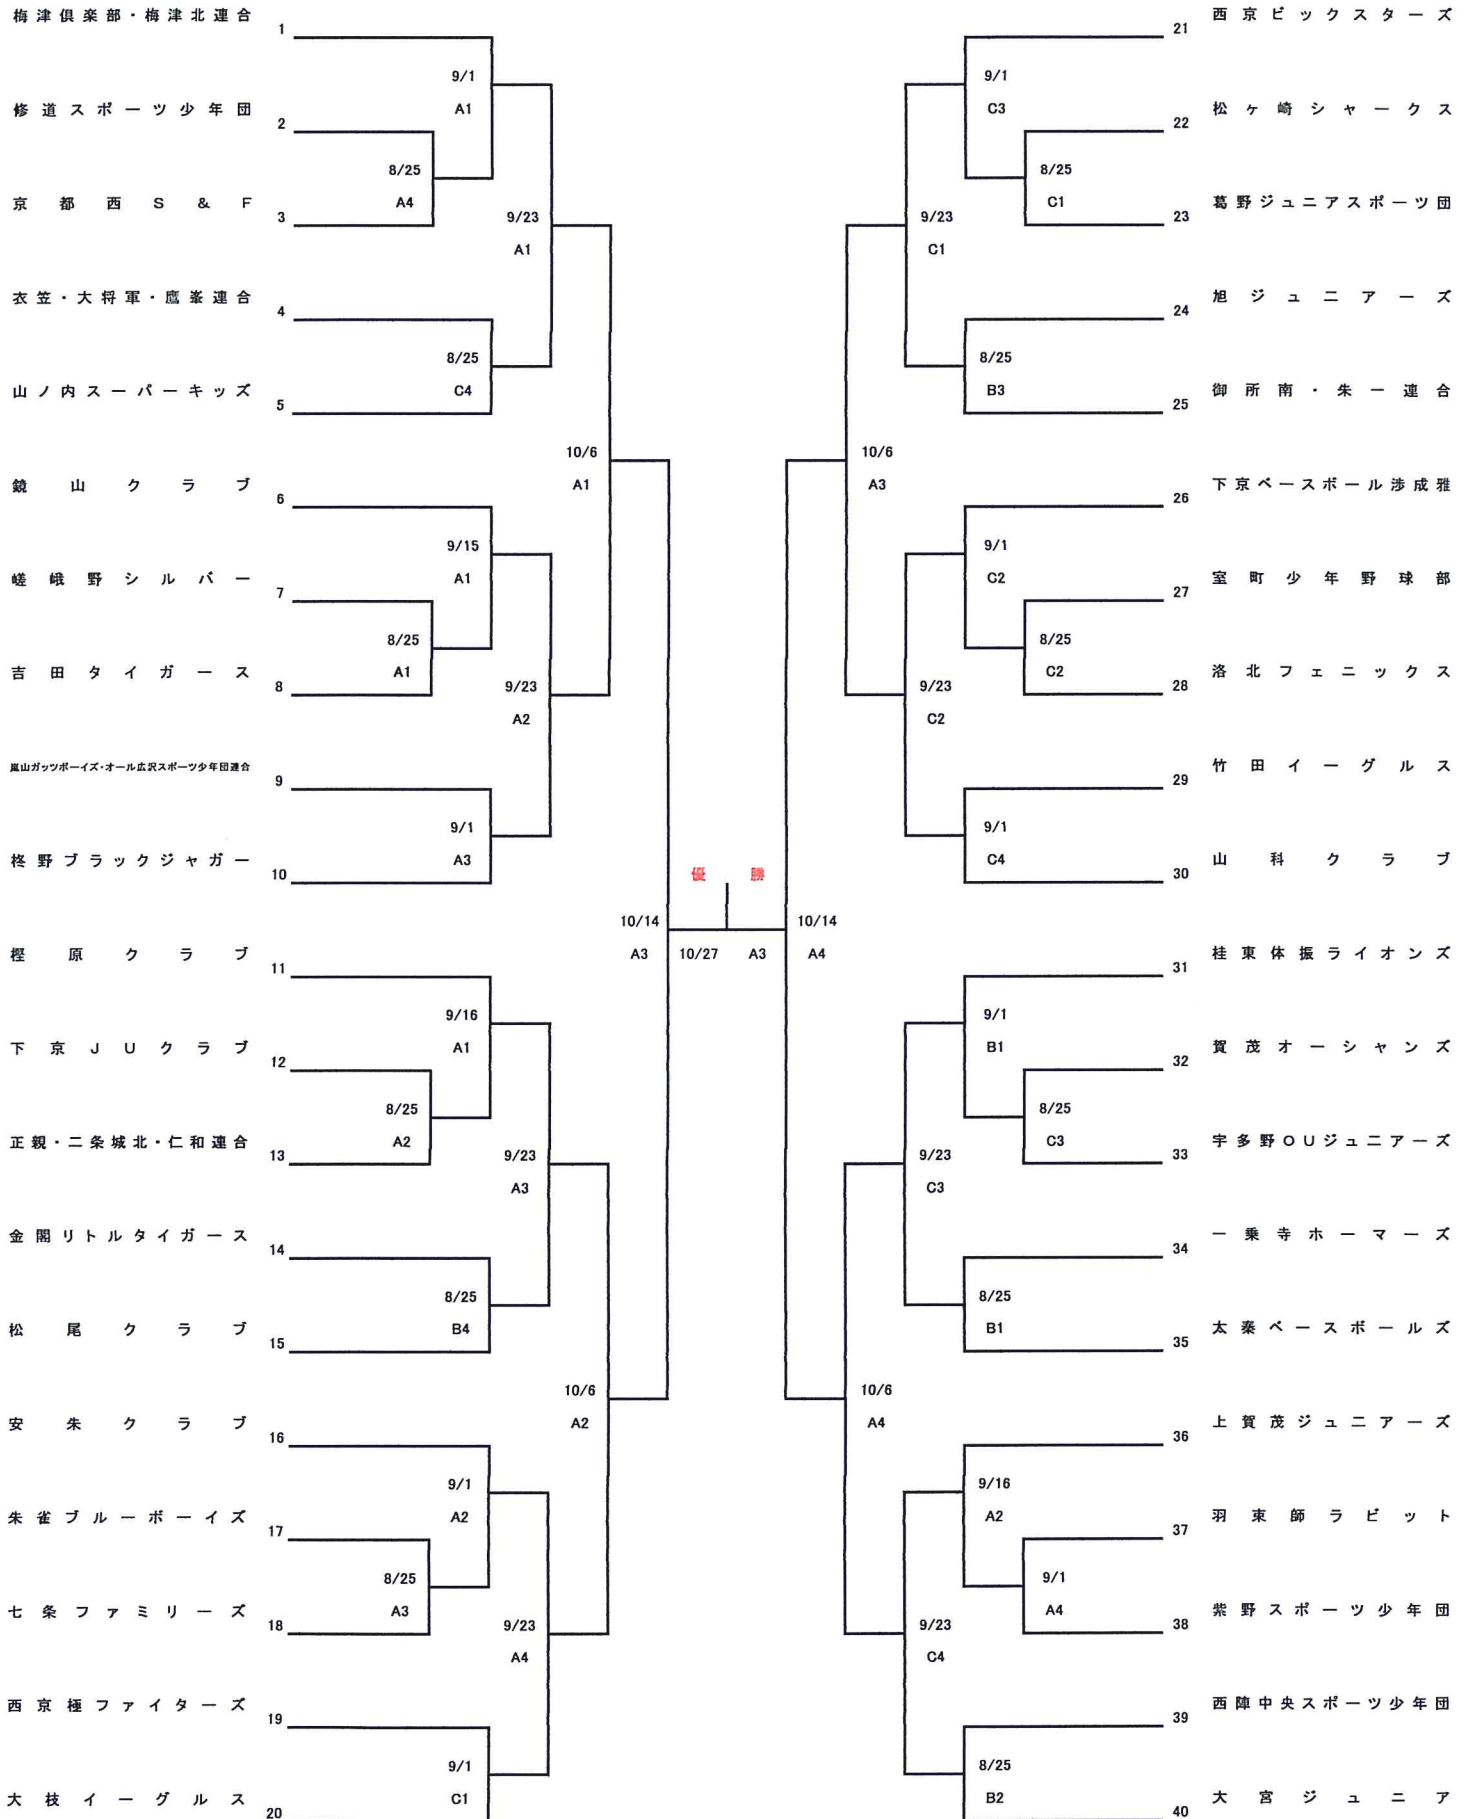 梅津倶楽部・梅津北連合
1
9/1
A1
修道スポーツ少年団
2
8/25
A4
京都西S&F
3
9/23
A1
衣笠・大将軍・鷹峯連合
4
8/25
C4
山ノ内スーパーキッズ
5
10/6
A1
鏡山クラブ
6
9/15
A1
嵯峨野シルバー
7
8/25
A1
吉田タイガース
8
9/23
A2
嵐山ガッツボーイズ・オール広沢スポーツ少年団連合
9
9/1
A3
柊野ブラックジャガー
10
10/14
A3
樫原クラブ
11
9/16
A1
下京JUクラブ
12
8/25
A2
正親・二条城北・仁和連合
13
9/23
A3
金閣リトルタイガース
14
8/25
B4
松尾クラブ
15
10/6
A2
安朱クラブ
16
9/1
A2
朱雀ブルーボーイズ
17
8/25
A3
七条ファミリーズ
18
9/23
A4
西京極ファイターズ
19
9/1
C1
大枝イーグルス
20
優勝
10/27 A3
21 西京ビックスターズ
9/1
C3
22 松ヶ崎シャークス
8/25
C1
23 葛野ジュニアスポーツ団
9/23
C1
24 旭ジュニアーズ
8/25
B3
25 御所南・朱一連合
10/6
A3
26 下京ベースボール渉成雅
9/1
C2
27 室町少年野球部
8/25
C2
28 洛北フェニックス
9/23
C2
29 竹田イーグルス
9/1
C4
30 山科クラブ
10/14
A4
31 桂東体振ライオンズ
9/1
B1
32 賀茂オーシャンズ
8/25
C3
33 宇多野OUジュニアーズ
9/23
C3
34 一乗寺ホーマーズ
8/25
B1
35 太秦ベースボールズ
10/6
A4
36 上賀茂ジュニアーズ
9/16
A2
37 羽束師ラビット
9/1
A4
38 紫野スポーツ少年団
9/23
C4
39 西陣中央スポーツ少年団
8/25
B2
40 大宮ジュニア